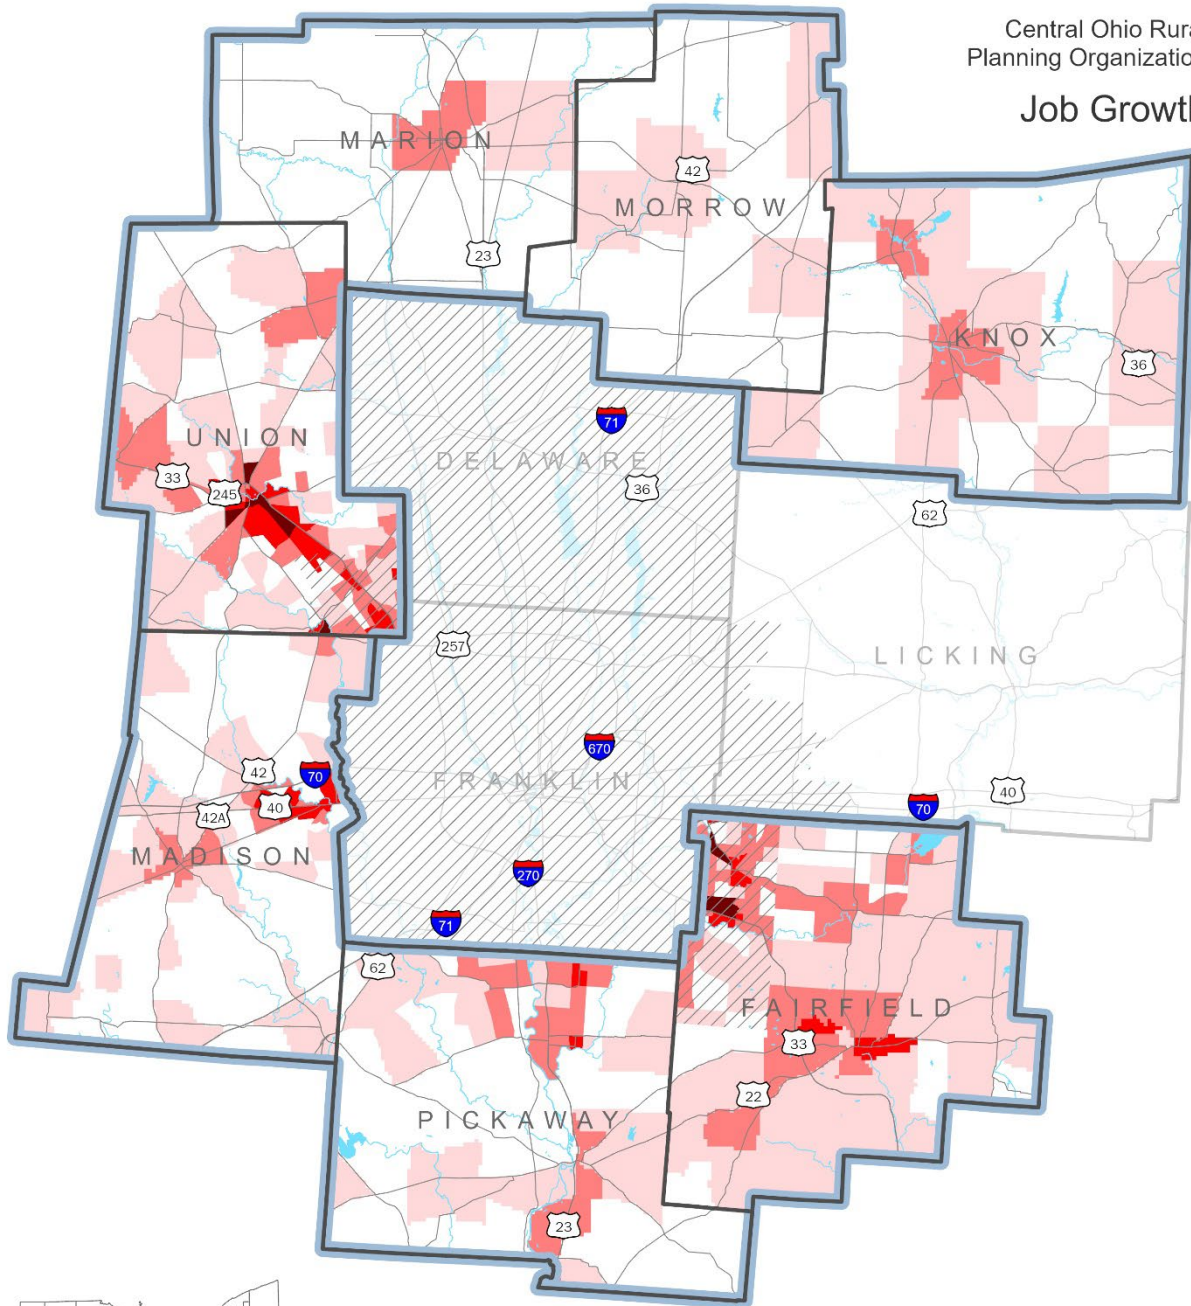 Central Ohio Rura
Planning Organizatio
Job Growth
MARION
MORROW
42
23
KNOX
36
UNION
33
245
71
DELAWARE
36
62
257
LICKING
670
FRANKLIN
42
70
40
42A
MADISON
70
40
270
71
62
FAIRFIELD
33
22
PICKAWAY
23